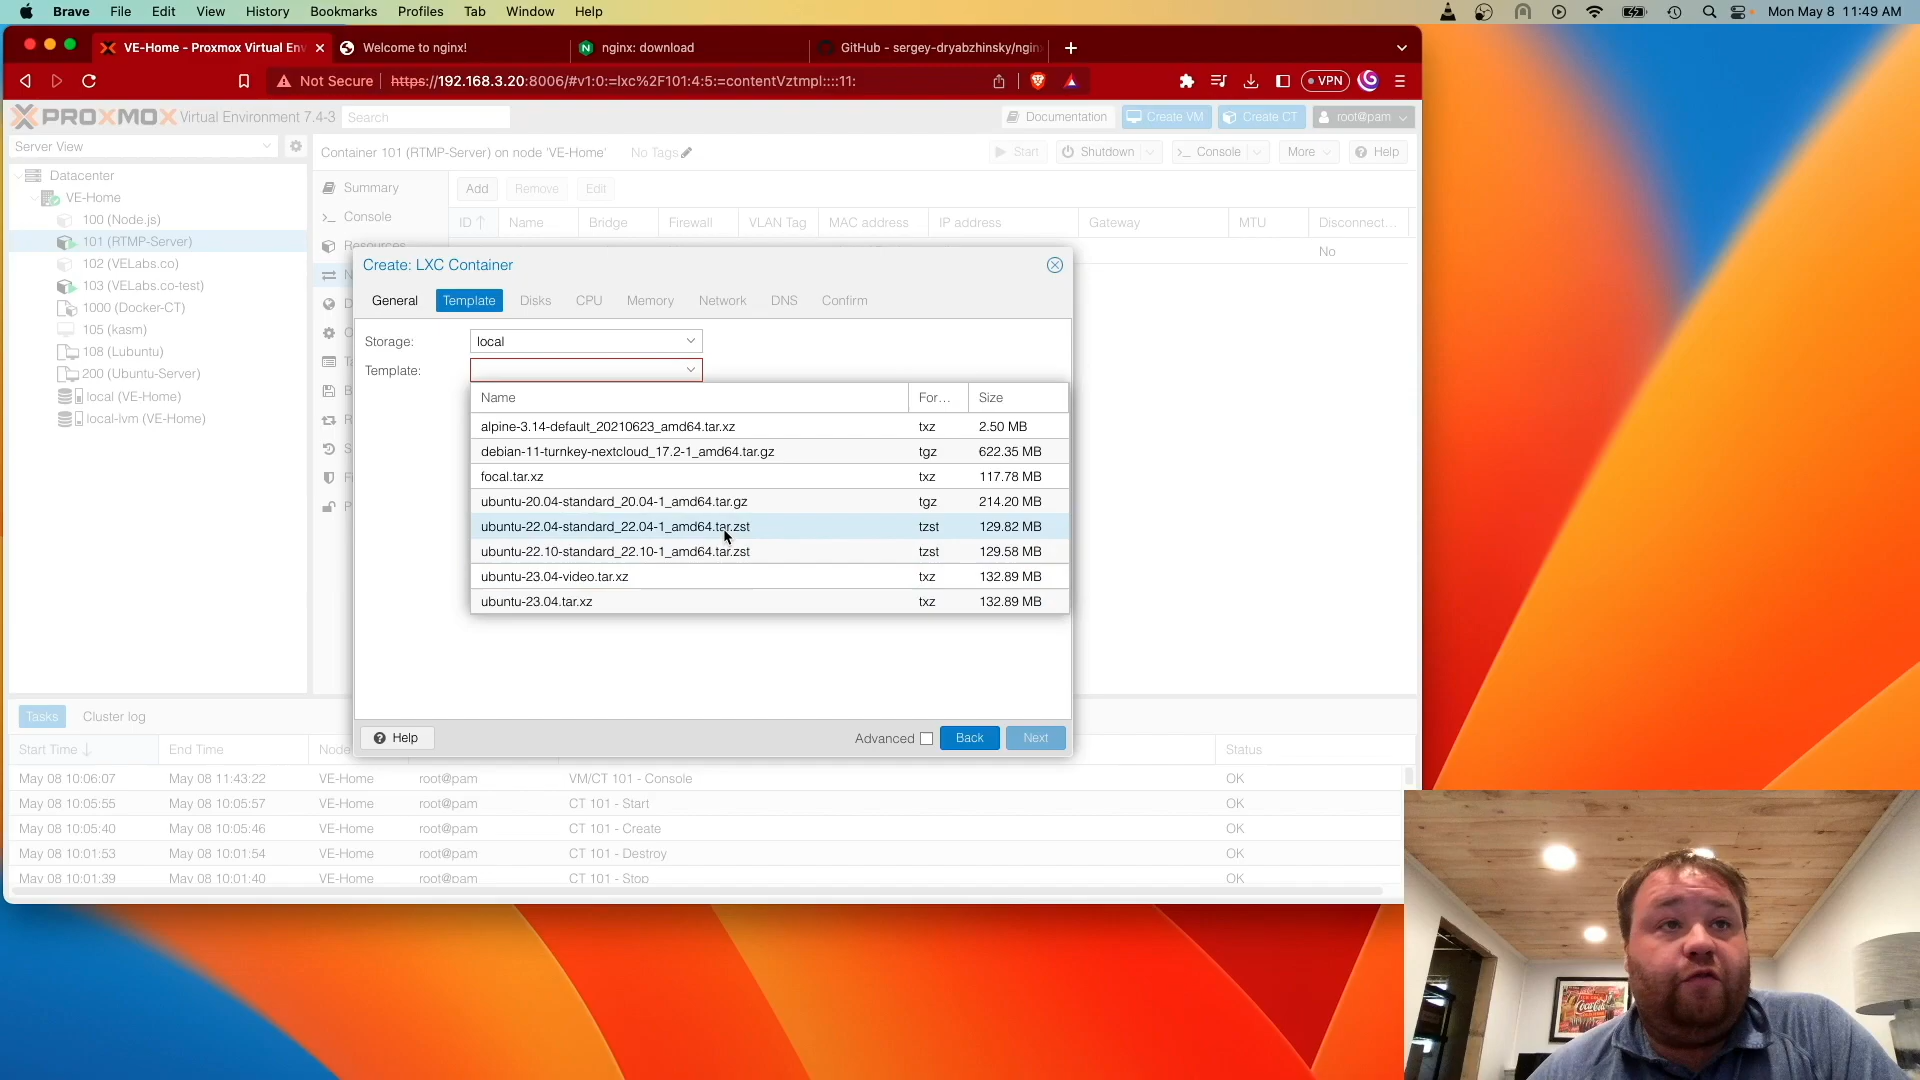 Brave File Edit View History Bookmarks Profiles Tab Window Help Mon May 8 11:49 AM
VE-Home - Proxmox Virtual Env Welcome to nginx! nginx: download GitHub - sergey-dryabzhinsky/nginx
Not Secure https://192.168.3.20:8006/#v1:0:=lxc%2F101:4:5:=contentVztmpl::::11: VPN
PROXMOX Virtual Environment 7.4-3 Search Documentation Create VM Create CT root@pam
Server View
Container 101 (RTMP-Server) on node 'VE-Home' No Tags Start Shutdown Console More Help
Datacenter
VE-Home
100 (Node.js)
101 (RTMP-Server)
102 (VELabs.co)
103 (VELabs.co-test)
1000 (Docker-CT)
105 (kasm)
108 (Lubuntu)
200 (Ubuntu-Server)
local (VE-Home)
local-lvm (VE-Home)
Summary
Console
Resources
Add Remove Edit
ID Name Bridge Firewall VLAN Tag MAC address IP address Gateway MTU Disconnect...
No
Create: LXC Container
General Template Disks CPU Memory Network DNS Confirm
Storage: local
Template:
Name For... Size
alpine-3.14-default_20210623_amd64.tar.xz txz 2.50 MB
debian-11-turnkey-nextcloud_17.2-1_amd64.tar.gz tgz 622.35 MB
focal.tar.xz txz 117.78 MB
ubuntu-20.04-standard_20.04-1_amd64.tar.gz tgz 214.20 MB
ubuntu-22.04-standard_22.04-1_amd64.tar.zst tzst 129.82 MB
ubuntu-22.10-standard_22.10-1_amd64.tar.zst tzst 129.58 MB
ubuntu-23.04-video.tar.xz txz 132.89 MB
ubuntu-23.04.tar.xz txz 132.89 MB
Help Advanced Back Next
Tasks Cluster log
Start Time End Time Node Status
May 08 10:06:07 May 08 11:43:22 VE-Home root@pam VM/CT 101 - Console OK
May 08 10:05:55 May 08 10:05:57 VE-Home root@pam CT 101 - Start OK
May 08 10:05:40 May 08 10:05:46 VE-Home root@pam CT 101 - Create OK
May 08 10:01:53 May 08 10:01:54 VE-Home root@pam CT 101 - Destroy OK
May 08 10:01:39 May 08 10:01:40 VE-Home root@pam CT 101 - Stop OK
Coca-Cola